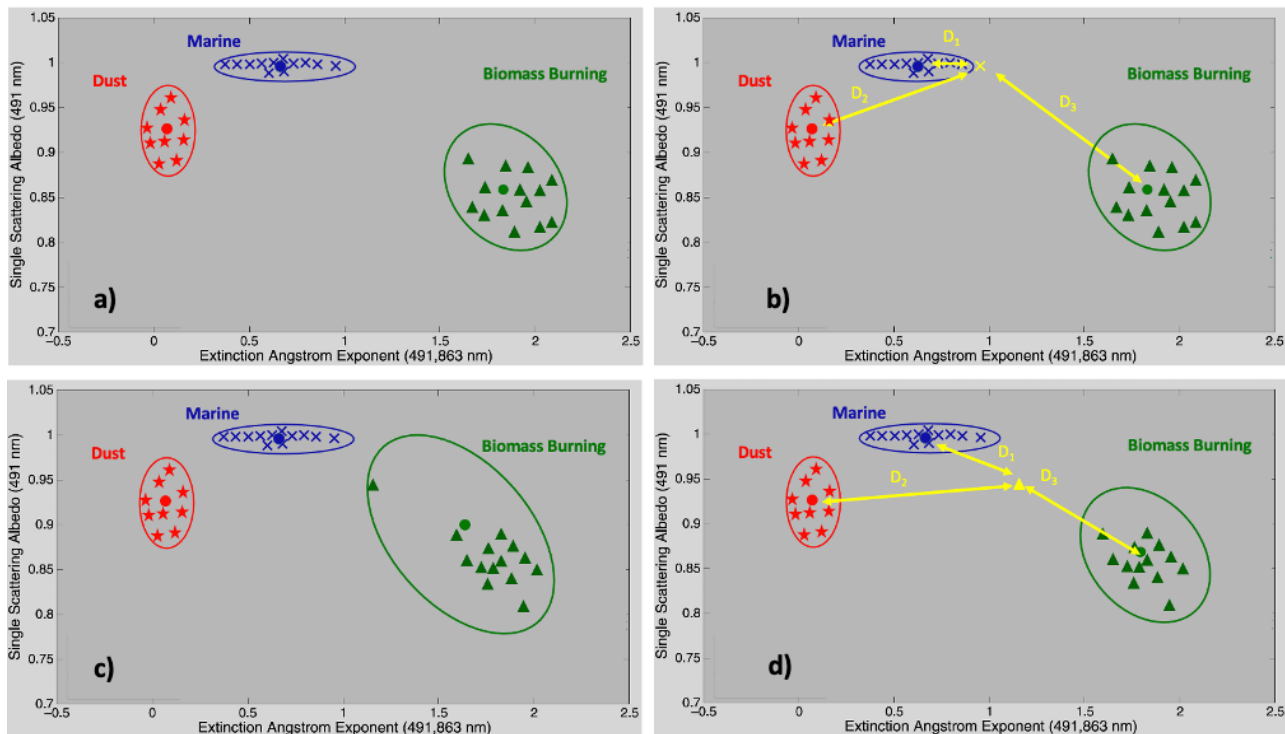 1.05
1
0.95
0.9
0.85
0.8
0.75
0.7
Single Scattering Albedo (491 nm)
Marine
Dust
Biomass Burning
a)
−0.5 0 0.5 1 1.5 2 2.5
Extinction Angstrom Exponent (491,863 nm)
1.05
1
0.95
0.9
0.85
0.8
0.75
0.7
Single Scattering Albedo (491 nm)
Marine
D1
Dust
D2
D3
Biomass Burning
b)
−0.5 0 0.5 1 1.5 2 2.5
Extinction Angstrom Exponent (491,863 nm)
1.05
1
0.95
0.9
0.85
0.8
0.75
0.7
Single Scattering Albedo (491 nm)
Marine
Dust
Biomass Burning
c)
−0.5 0 0.5 1 1.5 2 2.5
Extinction Angstrom Exponent (491,863 nm)
1.05
1
0.95
0.9
0.85
0.8
0.75
0.7
Single Scattering Albedo (491 nm)
Marine
Dust
D1
D2
D3
Biomass Burning
d)
−0.5 0 0.5 1 1.5 2 2.5
Extinction Angstrom Exponent (491,863 nm)